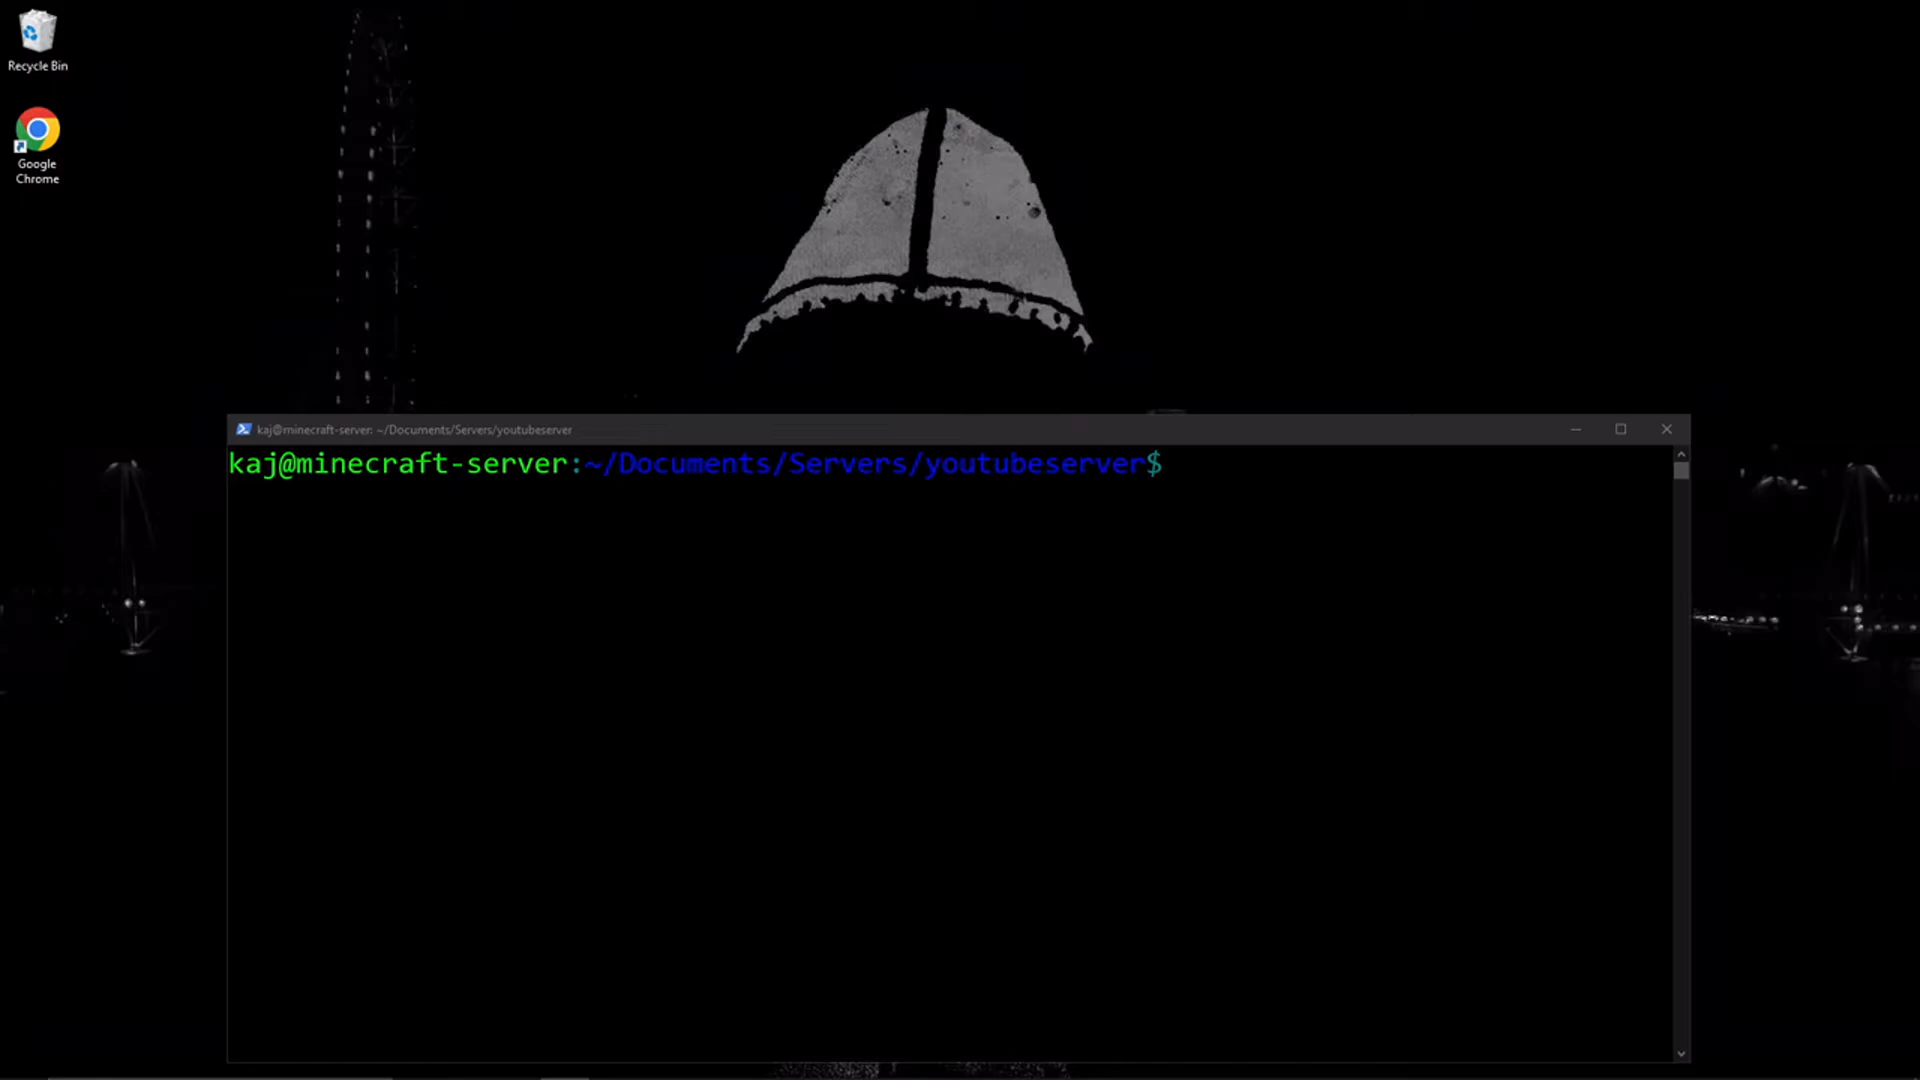 Recycle Bin
Google
Chrome
kaj@minecraft-server: ~/Documents/Servers/youtubeserver
kaj@minecraft-server:~/Documents/Servers/youtubeserver$